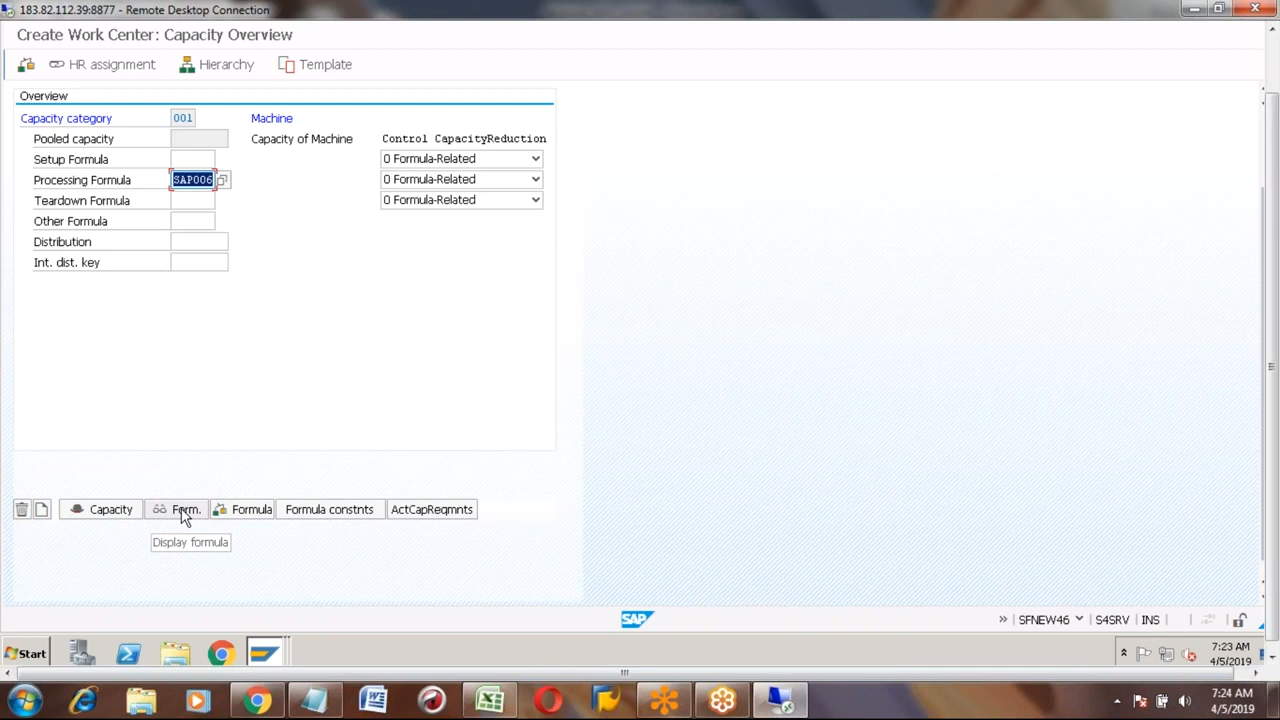 183.82.112.39:8877 - Remote Desktop Connection
Create Work Center: Capacity Overview
HR assignment Hierarchy Template
Overview
Capacity category 001 Machine
Pooled capacity Capacity of Machine Control CapacityReduction
Setup Formula 0 Formula-Related
Processing Formula SAP006 0 Formula-Related
Teardown Formula 0 Formula-Related
Other Formula
Distribution
Int. dist. key
Capacity Form. Formula Formula constnts ActCapReqmnts
Display formula
SAP » SFNEW46 S4SRV INS
Start 7:23 AM
4/5/2019
7:24 AM
4/5/2019